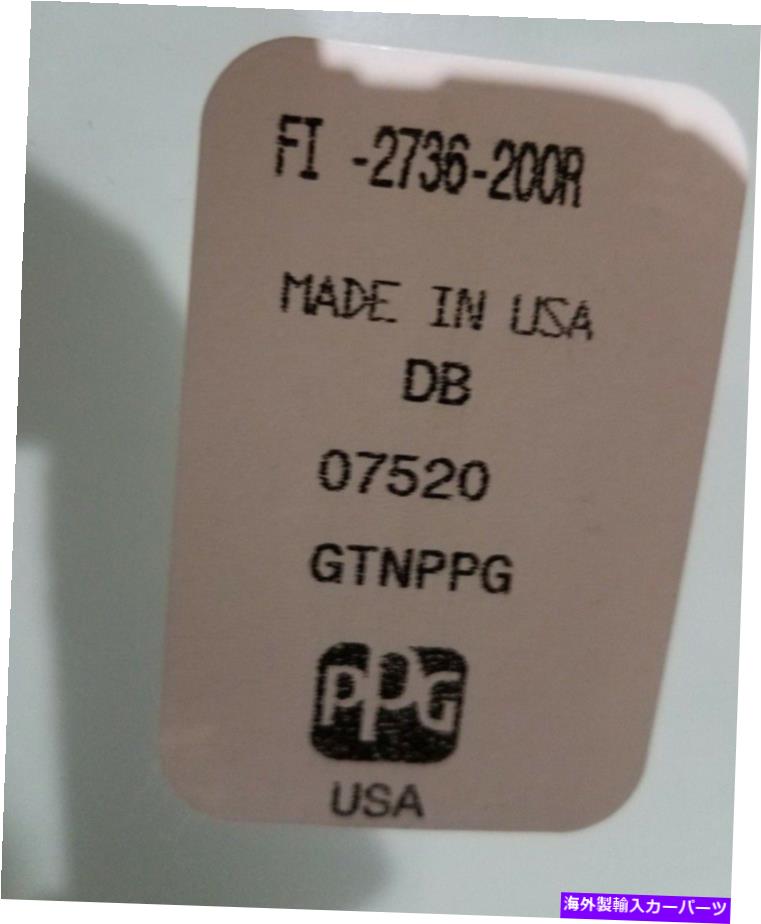 FI -2736-200R
MADE IN USA
DB
07520
GTNPPG
PPG
USA
海外製輸入カーパーツ